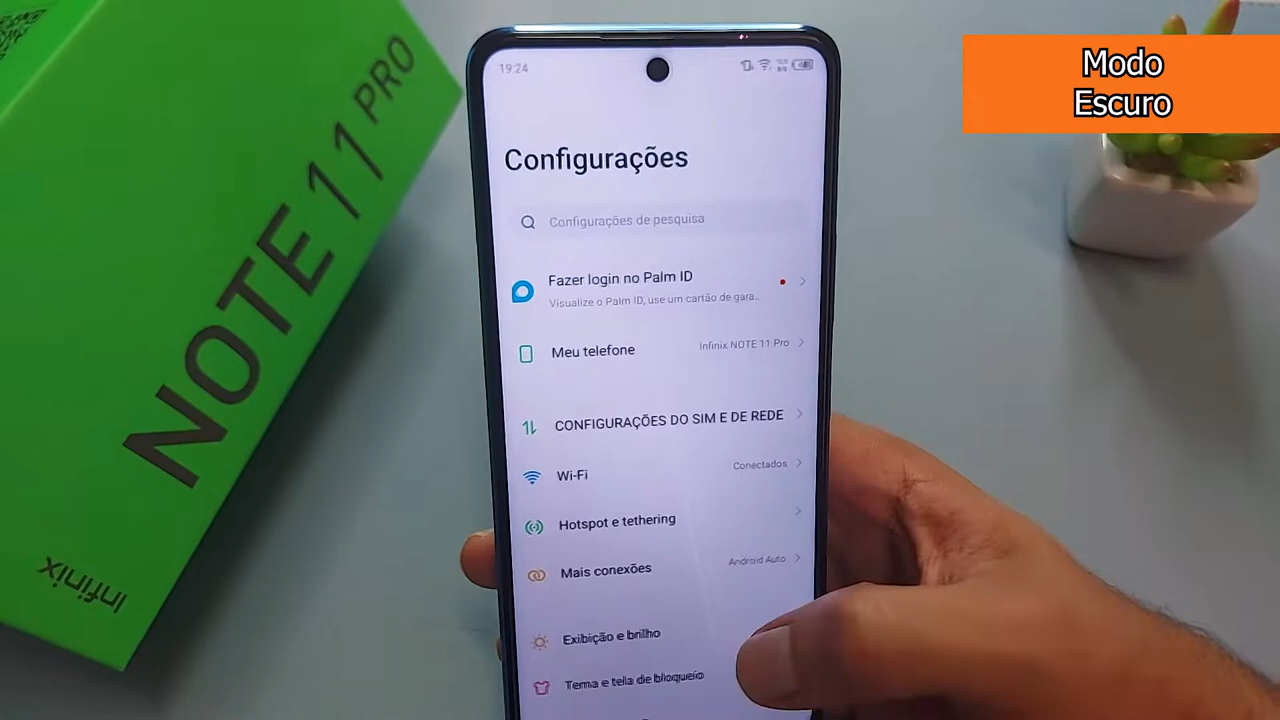 NOTE 11 PRO
Infinix
Modo
Escuro
19:24
Configurações
Configurações de pesquisa
Fazer login no Palm ID
Visualize o Palm ID, use um cartão de gara...
Meu telefone
Infinix NOTE 11 Pro
CONFIGURAÇÕES DO SIM E DE REDE
Wi-Fi
Conectados
Hotspot e tethering
Mais conexões
Android Auto
Exibição e brilho
Tema e tela de bloqueio